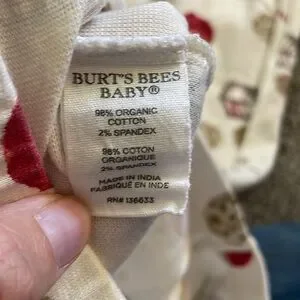 BURT'S BEES
BABY®
98% ORGANIC
COTTON
2% SPANDEX
98% COTON
ORGANIQUE
2% SPANDEX
MADE IN INDIA
FABRIQUÉ EN INDE
RN# 136633